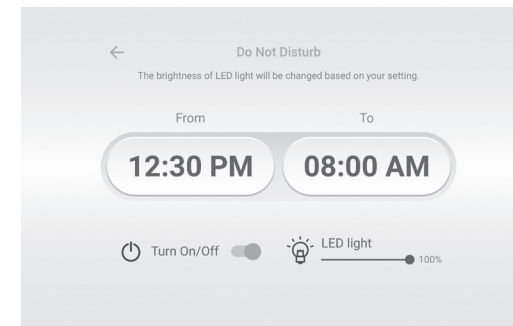 Do Not Disturb
The brightness of LED light will be changed based on your setting.
From
To
12:30 PM
08:00 AM
Turn On/Off
LED light
100%